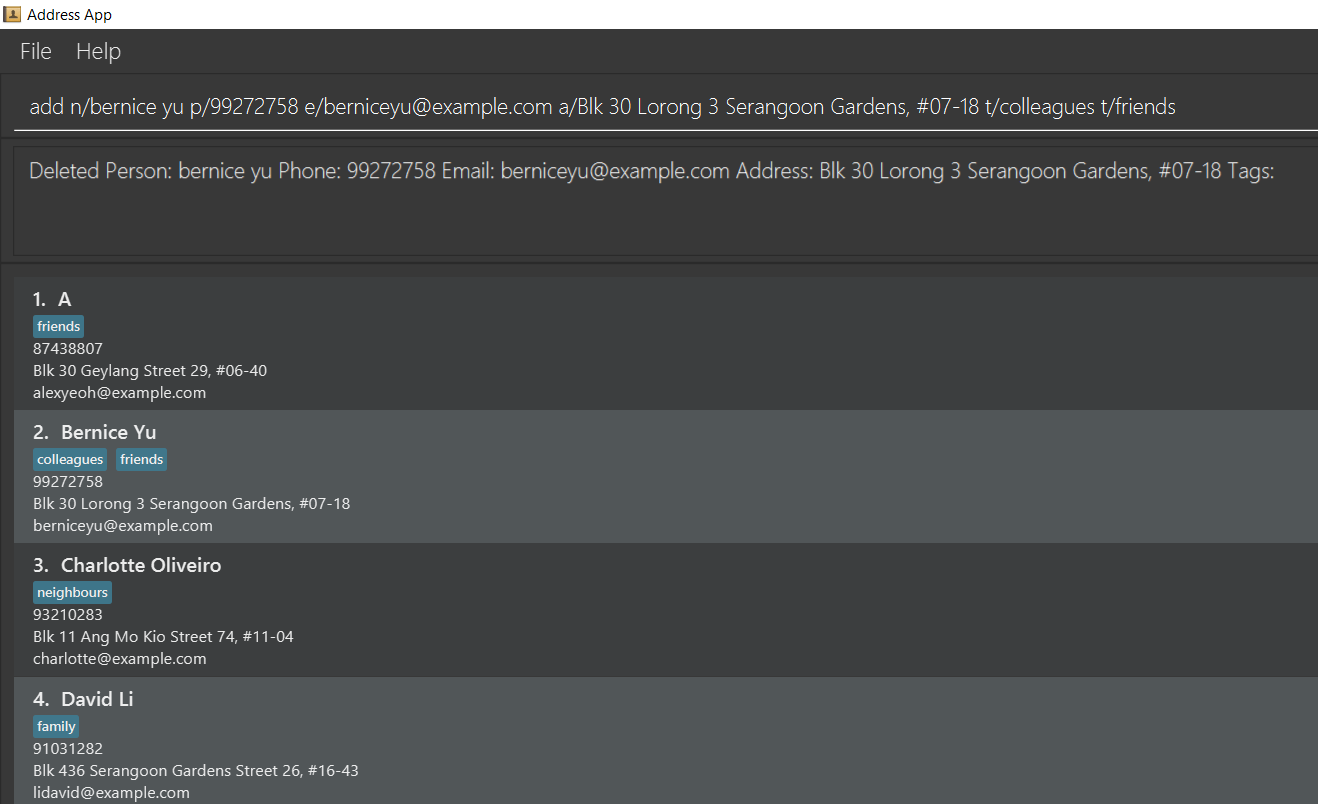 Address App
File Help
add n/bernice yu p/99272758 e/berniceyu@example.com a/Blk 30 Lorong 3 Serangoon Gardens, #07-18 t/colleagues t/friends
Deleted Person: bernice yu Phone: 99272758 Email: berniceyu@example.com Address: Blk 30 Lorong 3 Serangoon Gardens, #07-18 Tags:
1. A
friends
87438807
Blk 30 Geylang Street 29, #06-40
alexyeoh@example.com
2. Bernice Yu
colleagues friends
99272758
Blk 30 Lorong 3 Serangoon Gardens, #07-18
berniceyu@example.com
3. Charlotte Oliveiro
neighbours
93210283
Blk 11 Ang Mo Kio Street 74, #11-04
charlotte@example.com
4. David Li
family
91031282
Blk 436 Serangoon Gardens Street 26, #16-43
lidavid@example.com